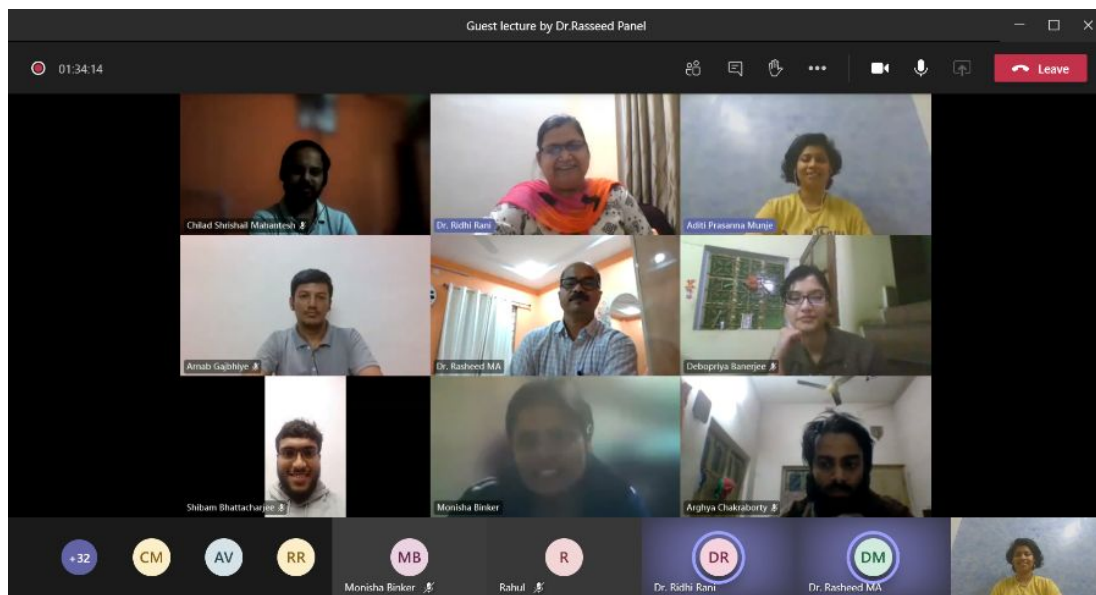 Guest lecture by Dr.Rasseed Panel
01:34:14
Leave
Chilad Shrishail Mahantesh
Dr. Ridhi Rani
Aditi Prasanna Munje
Arnab Gajbhiye
Dr. Rasheed MA
Debopriya Banerjee
Shibam Bhattacharjee
Monisha Binker
Arghya Chakraborty
+32
CM
AV
RR
MB
Monisha Binker
R
Rahul
DR
Dr. Ridhi Rani
DM
Dr. Rasheed MA